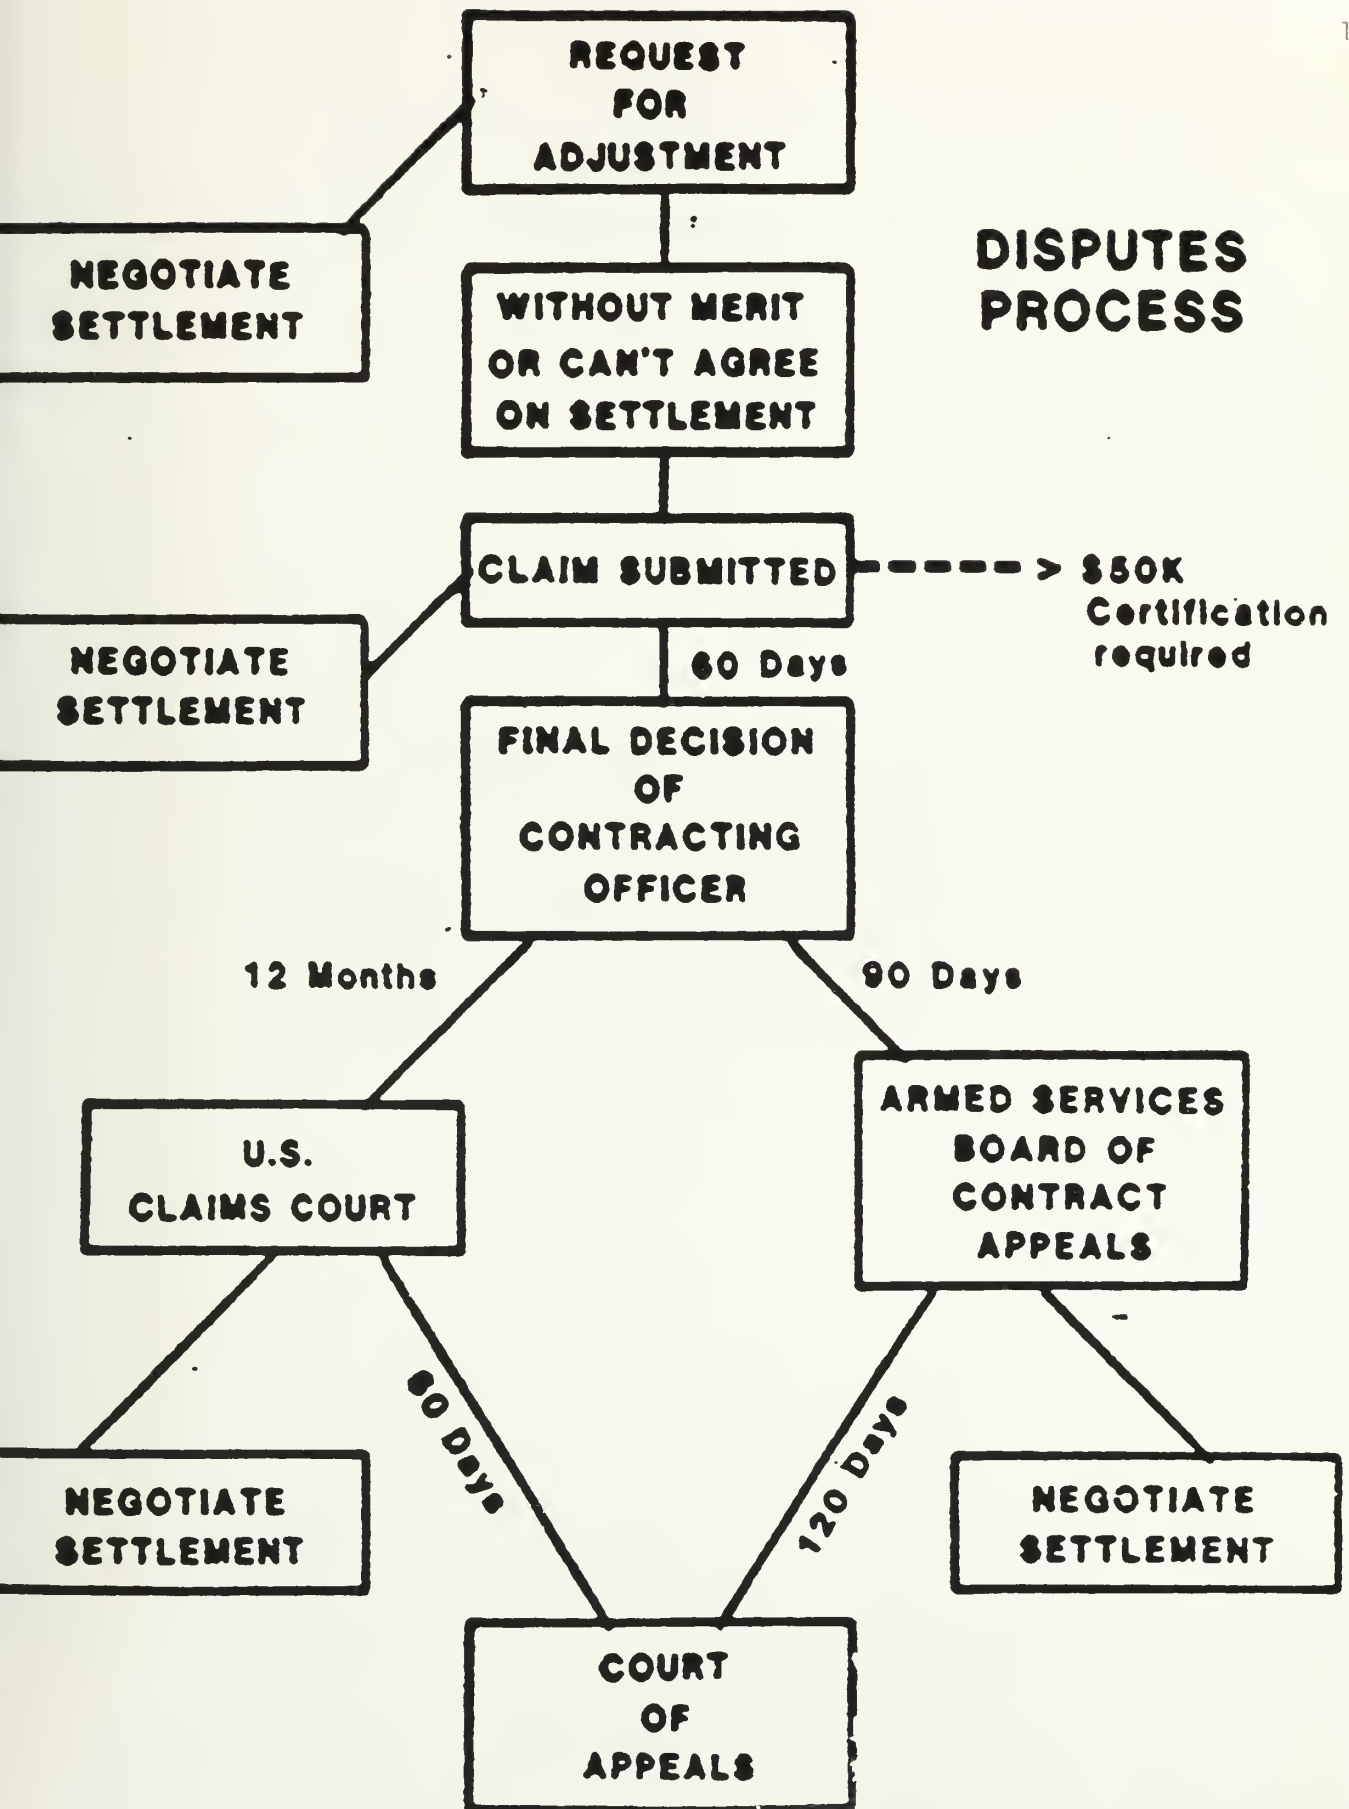 REQUEST
FOR
ADJUSTMENT
NEGOTIATE
SETTLEMENT
DISPUTES
PROCESS
WITHOUT MERIT
OR CAN'T AGREE
ON SETTLEMENT
CLAIM SUBMITTED
> $50K
Certification
required
60 Days
NEGOTIATE
SETTLEMENT
FINAL DECISION
OF
CONTRACTING
OFFICER
12 Months
90 Days
U.S.
CLAIMS COURT
ARMED SERVICES
BOARD OF
CONTRACT
APPEALS
60 Days
120 Days
NEGOTIATE
SETTLEMENT
NEGOTIATE
SETTLEMENT
COURT
OF
APPEALS